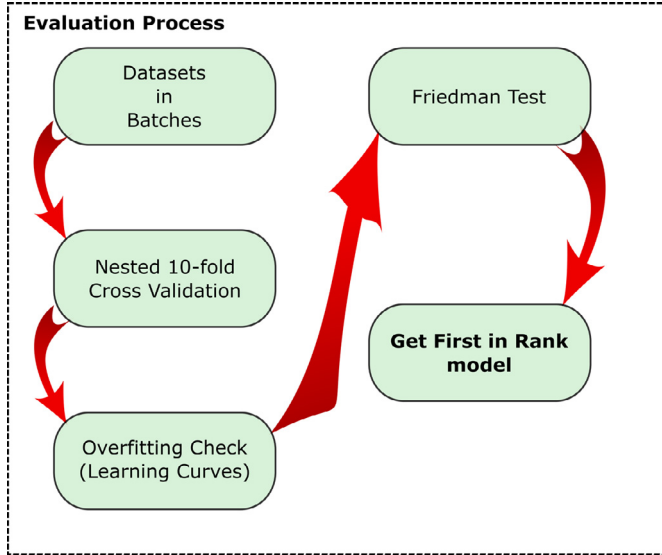 Evaluation Process
Datasets
in
Batches
Nested 10-fold
Cross Validation
Overfitting Check
(Learning Curves)
Friedman Test
Get First in Rank
model